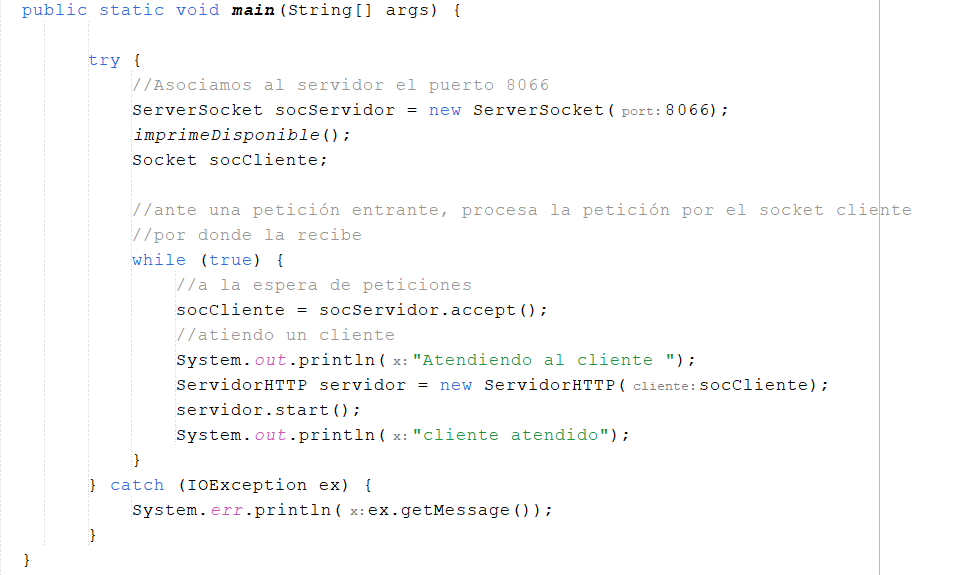 public static void main(String[] args) {
try {
//Asociamos al servidor el puerto 8066
ServerSocket socServidor = new ServerSocket( port: 8066);
imprimeDisponible();
Socket socCliente;
//ante una petición entrante, procesa la petición por el socket cliente
//por donde la recibe
while (true) {
//a la espera de peticiones
socCliente = socServidor.accept();
//atiendo un cliente
System.out.println( x: "Atendiendo al cliente ");
ServidorHTTP servidor = new ServidorHTTP( cliente: socCliente);
servidor.start();
System.out.println( x: "cliente atendido");
}
} catch (IOException ex) {
System.err.println( x: ex.getMessage());
}
}